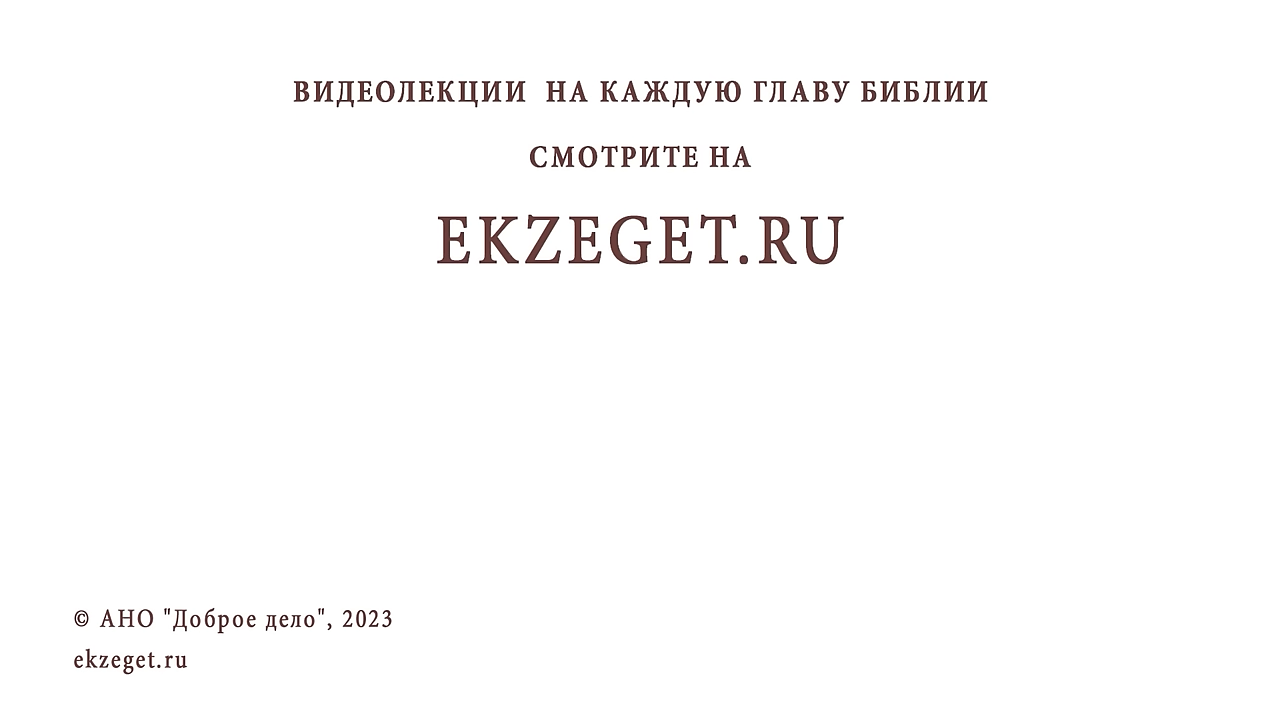 ВИДЕОЛЕКЦИИ НА КАЖДУЮ ГЛАВУ БИБЛИИ
СМОТРИТЕ НА
EKZEGET.RU
© АНО "Доброе дело", 2023
ekzeget.ru